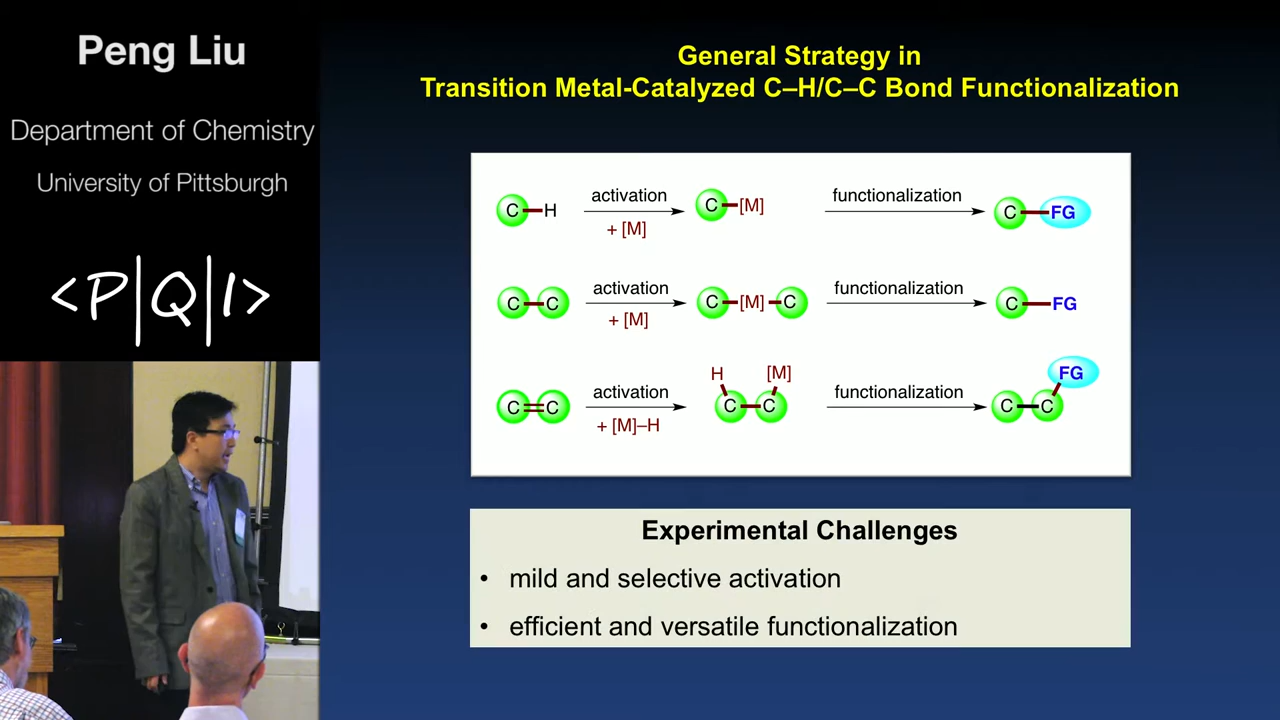 Peng Liu
Department of Chemistry
University of Pittsburgh
<P|Q|I>
General Strategy in
Transition Metal-Catalyzed C–H/C–C Bond Functionalization
C–H activation + [M] C–[M] functionalization C–FG
C–C activation + [M] C–[M]–C functionalization C–FG
C=C activation + [M]–H H [M] C–C functionalization C–C FG
Experimental Challenges
• mild and selective activation
• efficient and versatile functionalization